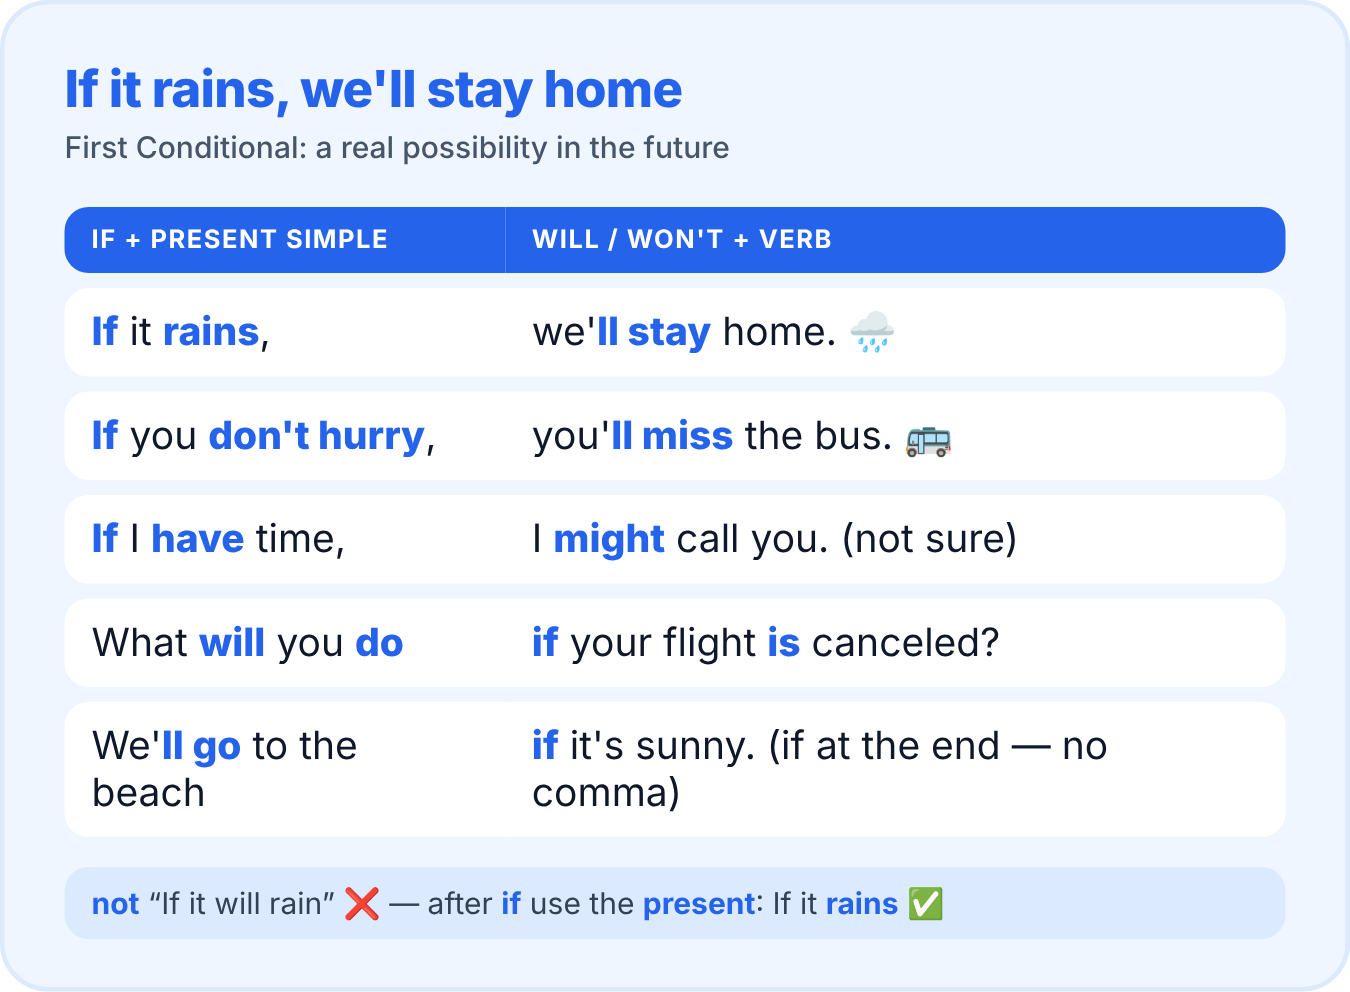 If it rains, we'll stay home
First Conditional: a real possibility in the future
IF + PRESENT SIMPLE WILL / WON'T + VERB
If it rains, we'll stay home. 🌧️
If you don't hurry, you'll miss the bus. 🚌
If I have time, I might call you. (not sure)
What will you do if your flight is canceled?
We'll go to the beach if it's sunny. (if at the end — no comma)
not “If it will rain” ❌ — after if use the present: If it rains ✅